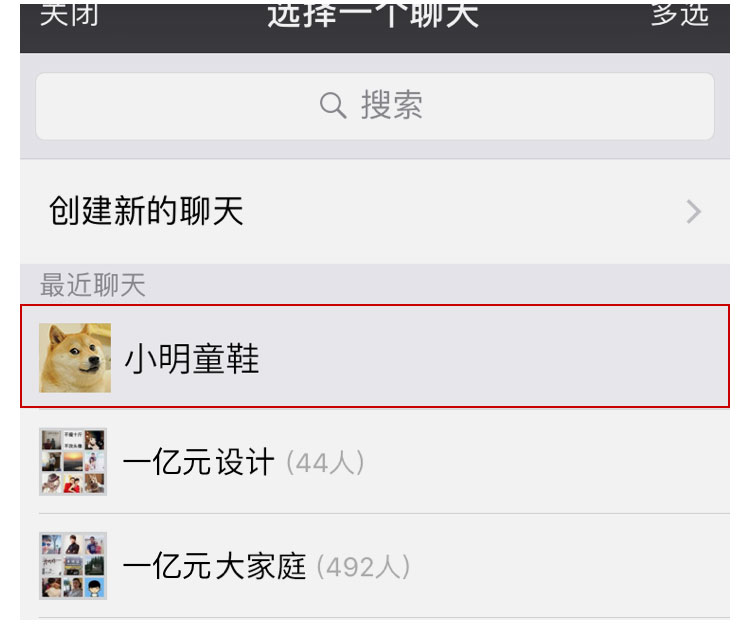 关闭 选择一个聊天 多选
搜索
创建新的聊天
最近聊天
小明童鞋
一亿元设计 (44人)
一亿元大家庭 (492人)